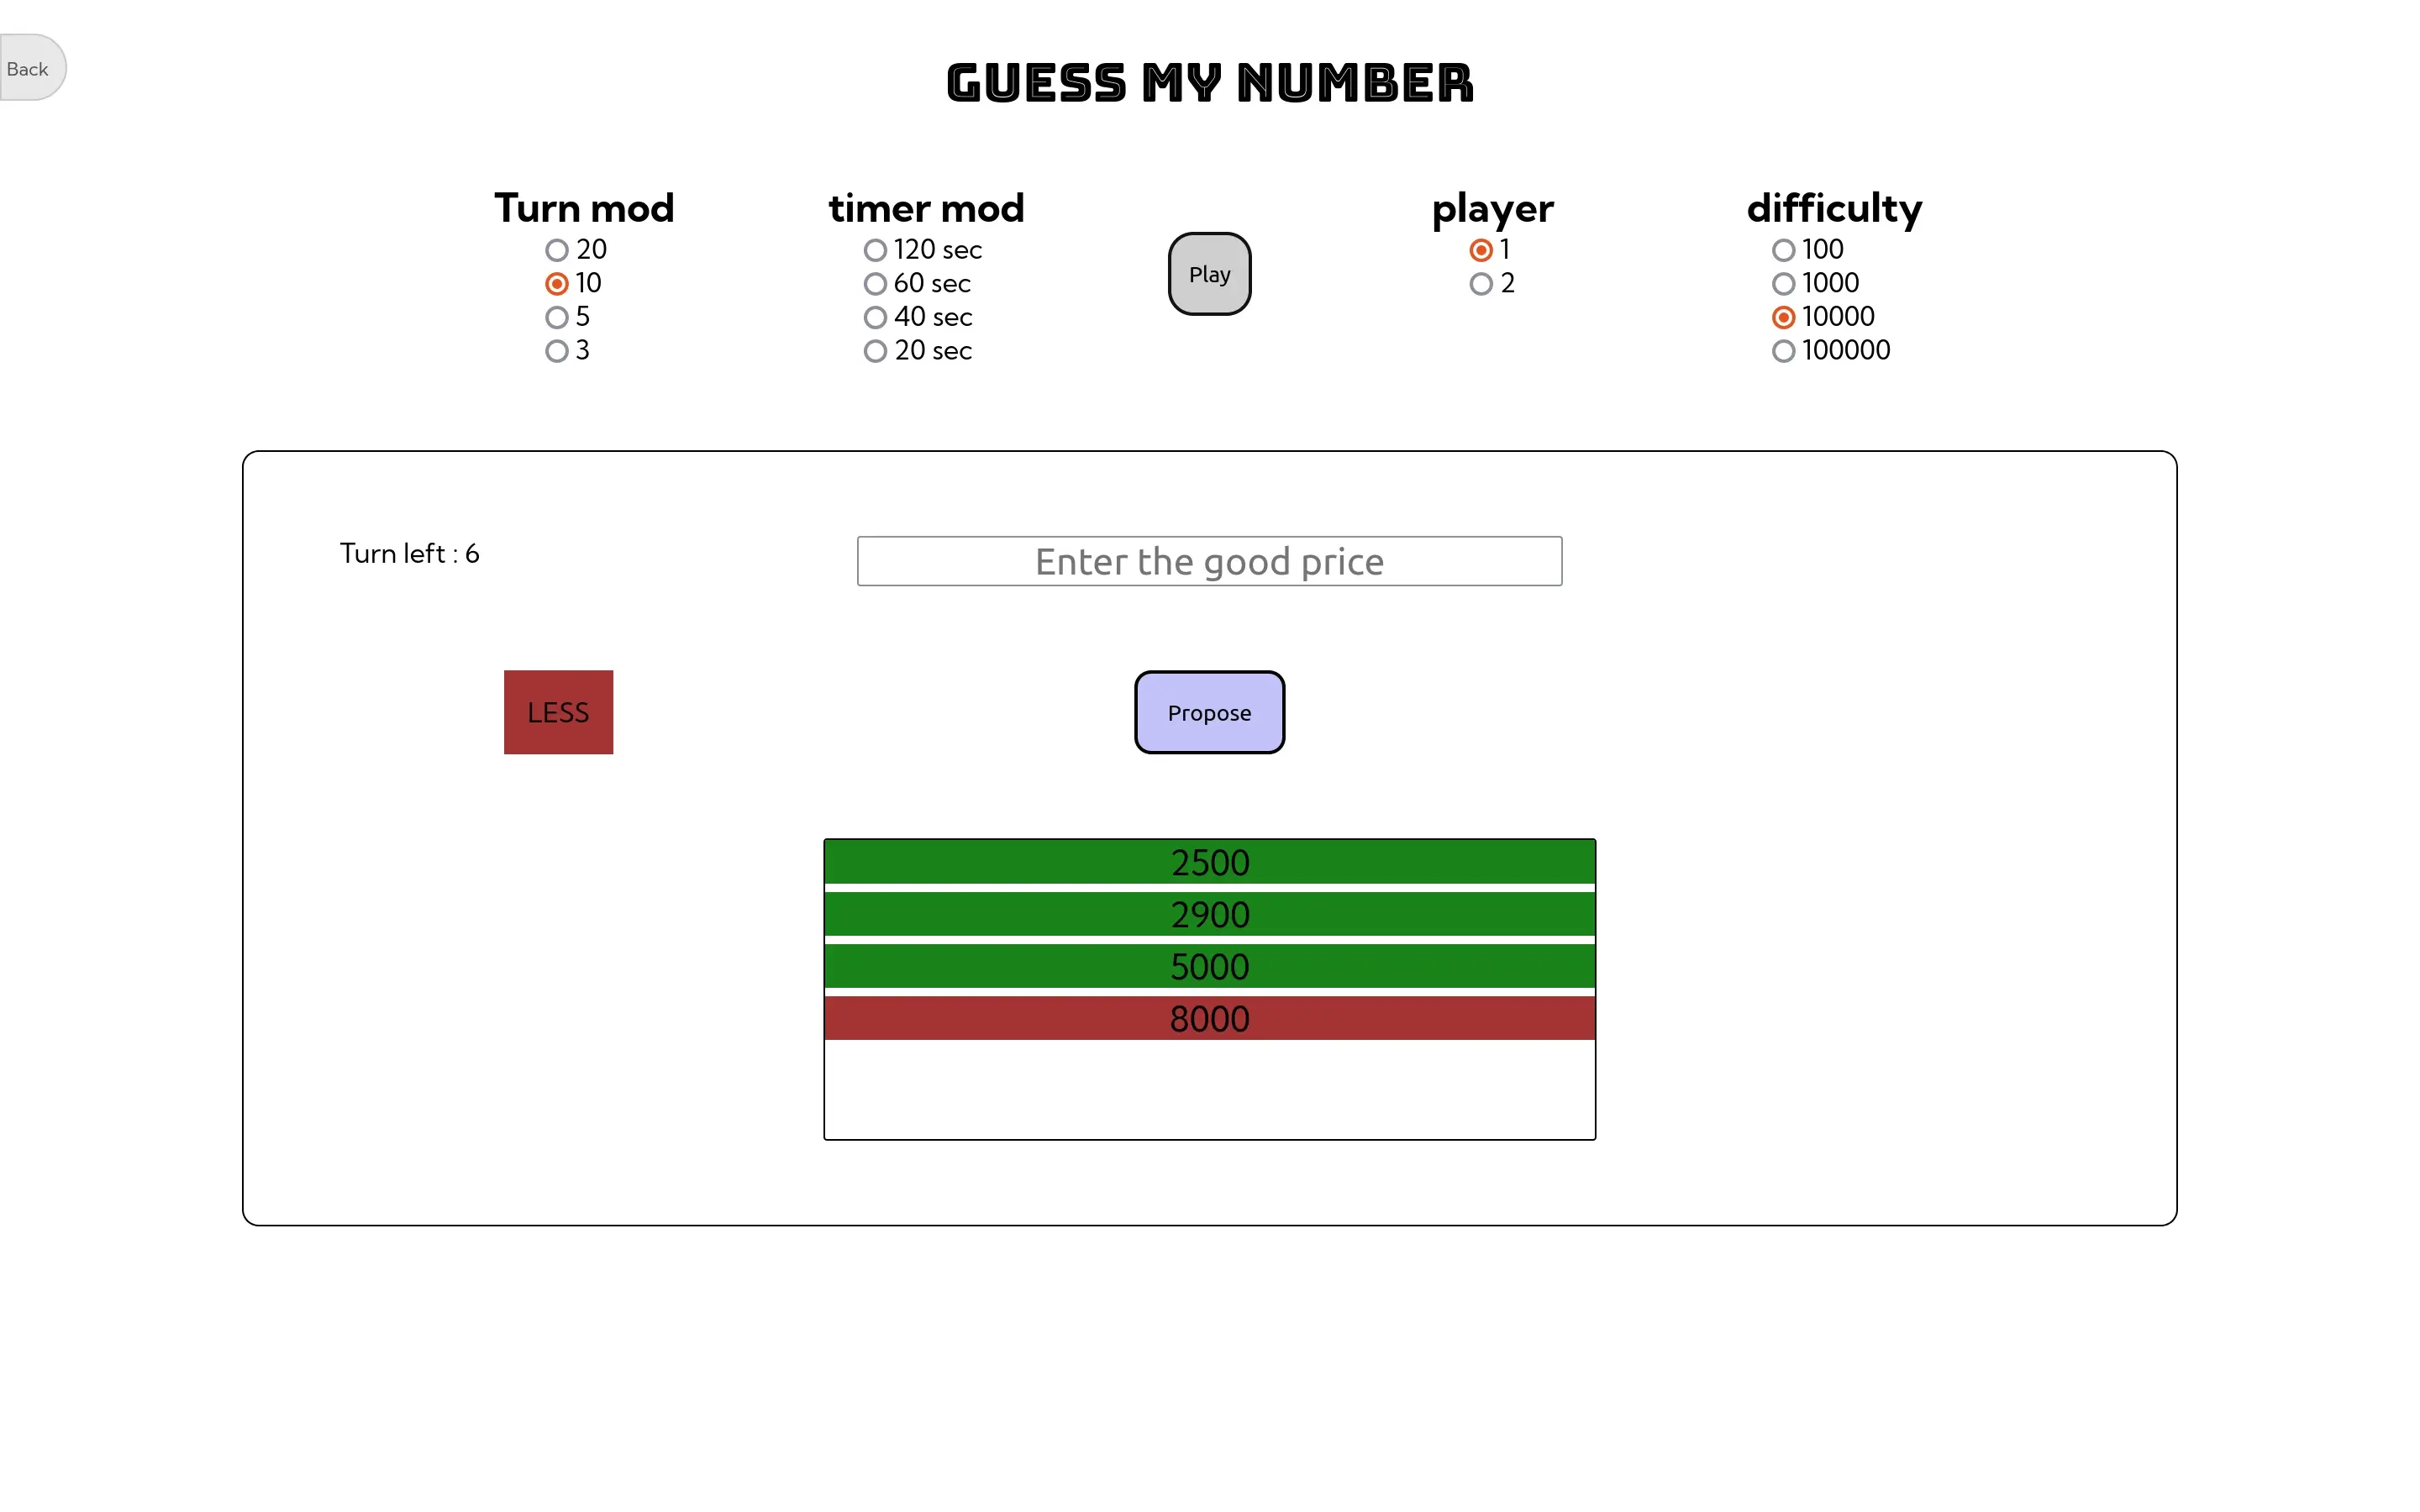 Back
GUESS MY NUMBER
Turn mod
20
10
5
3
timer mod
120 sec
60 sec
40 sec
20 sec
Play
player
1
2
difficulty
100
1000
10000
100000
Turn left : 6
Enter the good price
LESS
Propose
2500
2900
5000
8000